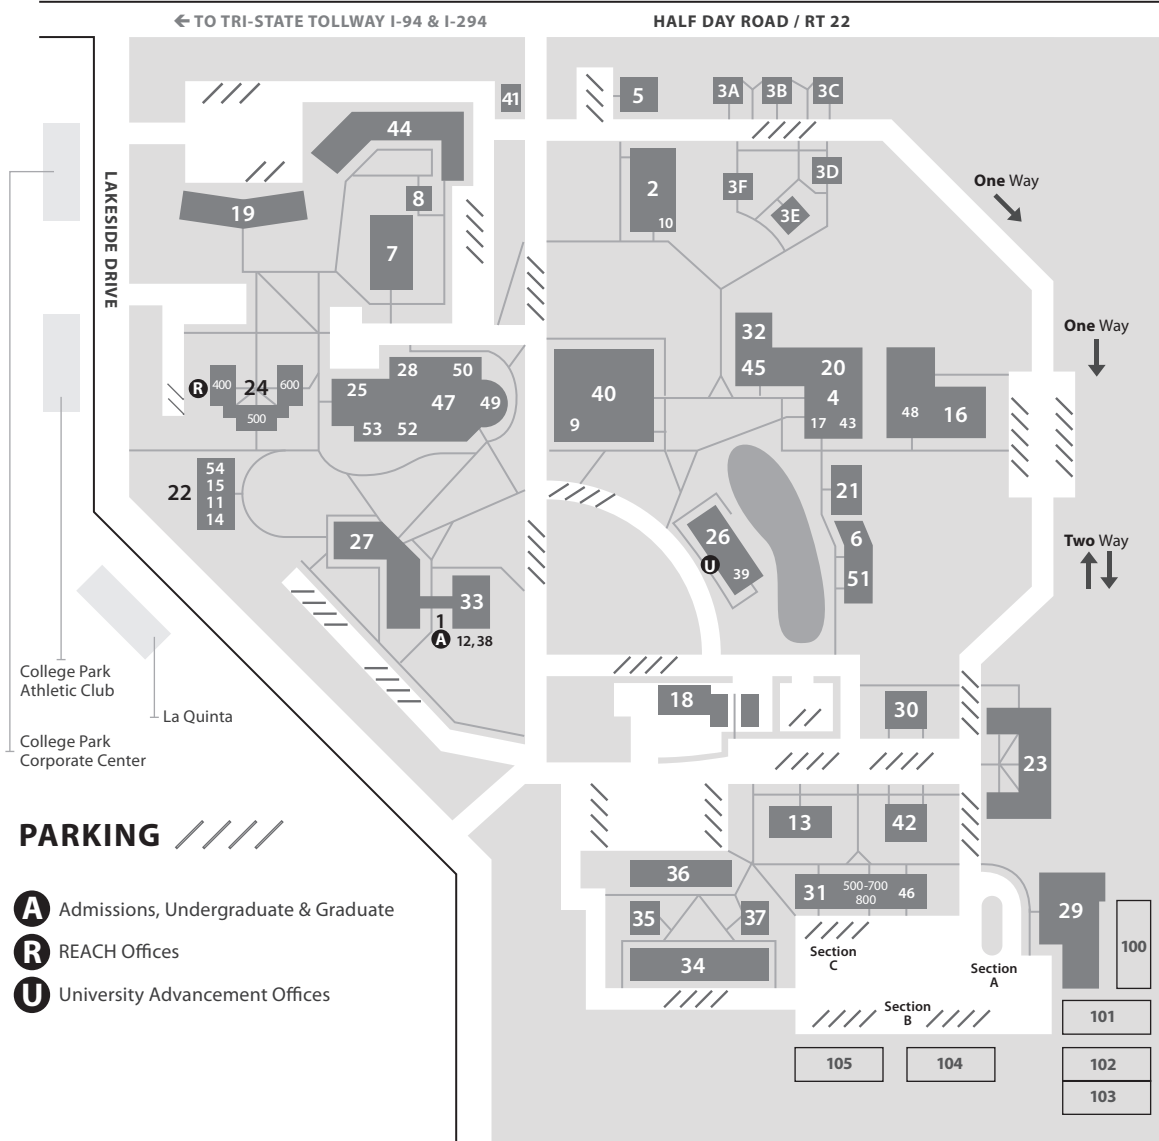 ← TO TRI-STATE TOLLWAY I-94 & I-294
HALF DAY ROAD / RT 22
41
5
3A
3B
3C
44
LAKESIDE DRIVE
2
10
3F
3D
3E
8
19
7
One Way
One Way
32
45
20
4
17
43
48
16
40
9
28
50
25
47
49
53
52
R
400
24
600
500
22
54
15
11
14
21
6
51
26
U
39
27
33
1
A
12, 38
Two Way
College Park
Athletic Club
La Quinta
College Park
Corporate Center
18
30
23
13
42
36
31
500-700
800
46
35
37
34
29
100
Section
C
Section
A
Section
B
101
105
104
102
103
PARKING
A Admissions, Undergraduate & Graduate
R REACH Offices
U University Advancement Offices